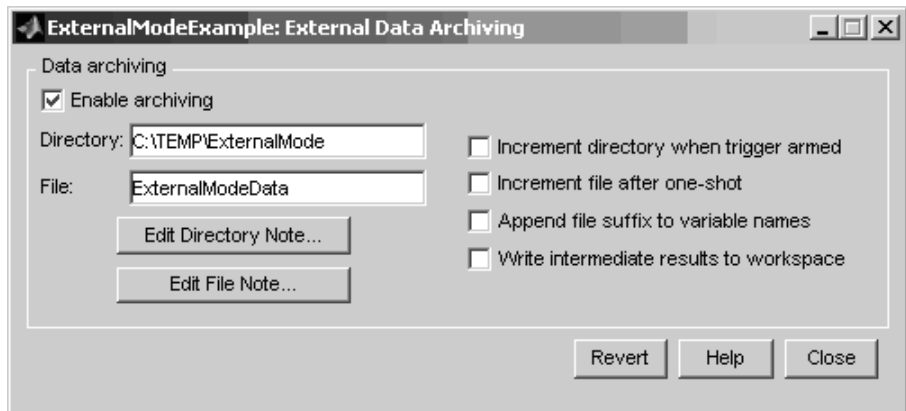 ExternalModeExample: External Data Archiving
Data archiving
Enable archiving
Directory: C:\TEMP\ExternalMode
File: ExternalModeData
Edit Directory Note...
Edit File Note...
Increment directory when trigger armed
Increment file after one-shot
Append file suffix to variable names
Write intermediate results to workspace
Revert Help Close